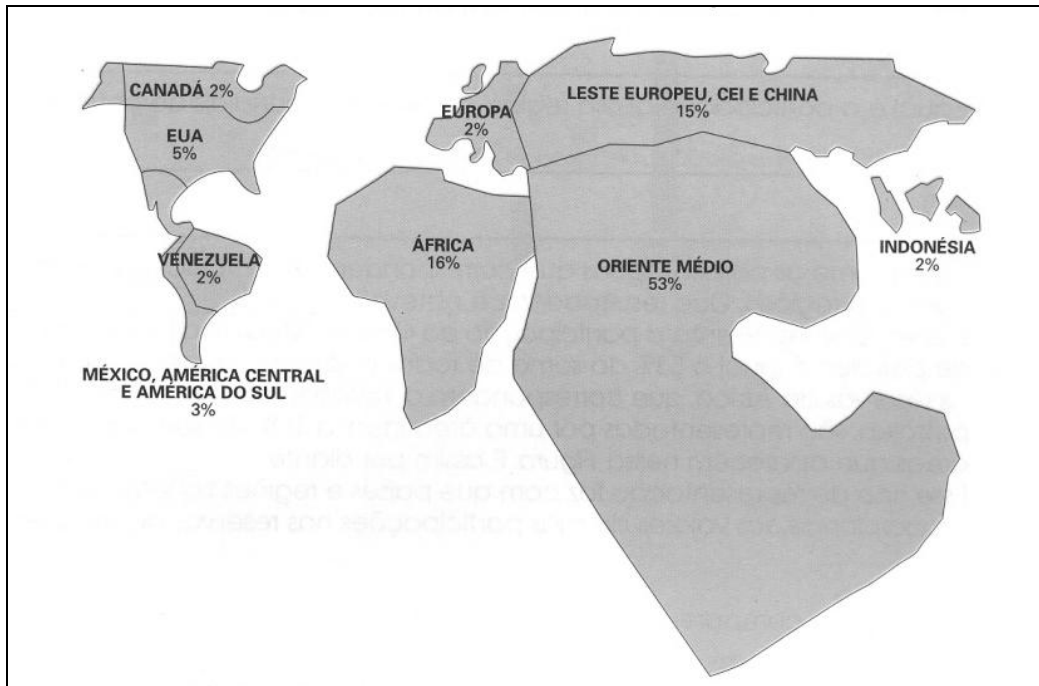 CANADÁ 2%
EUA
5%
VENEZUELA
2%
MÉXICO, AMÉRICA CENTRAL
E AMÉRICA DO SUL
3%
EUROPA
2%
LESTE EUROPEU, CEI E CHINA
15%
ÁFRICA
16%
ORIENTE MÉDIO
53%
INDONÉSIA
2%